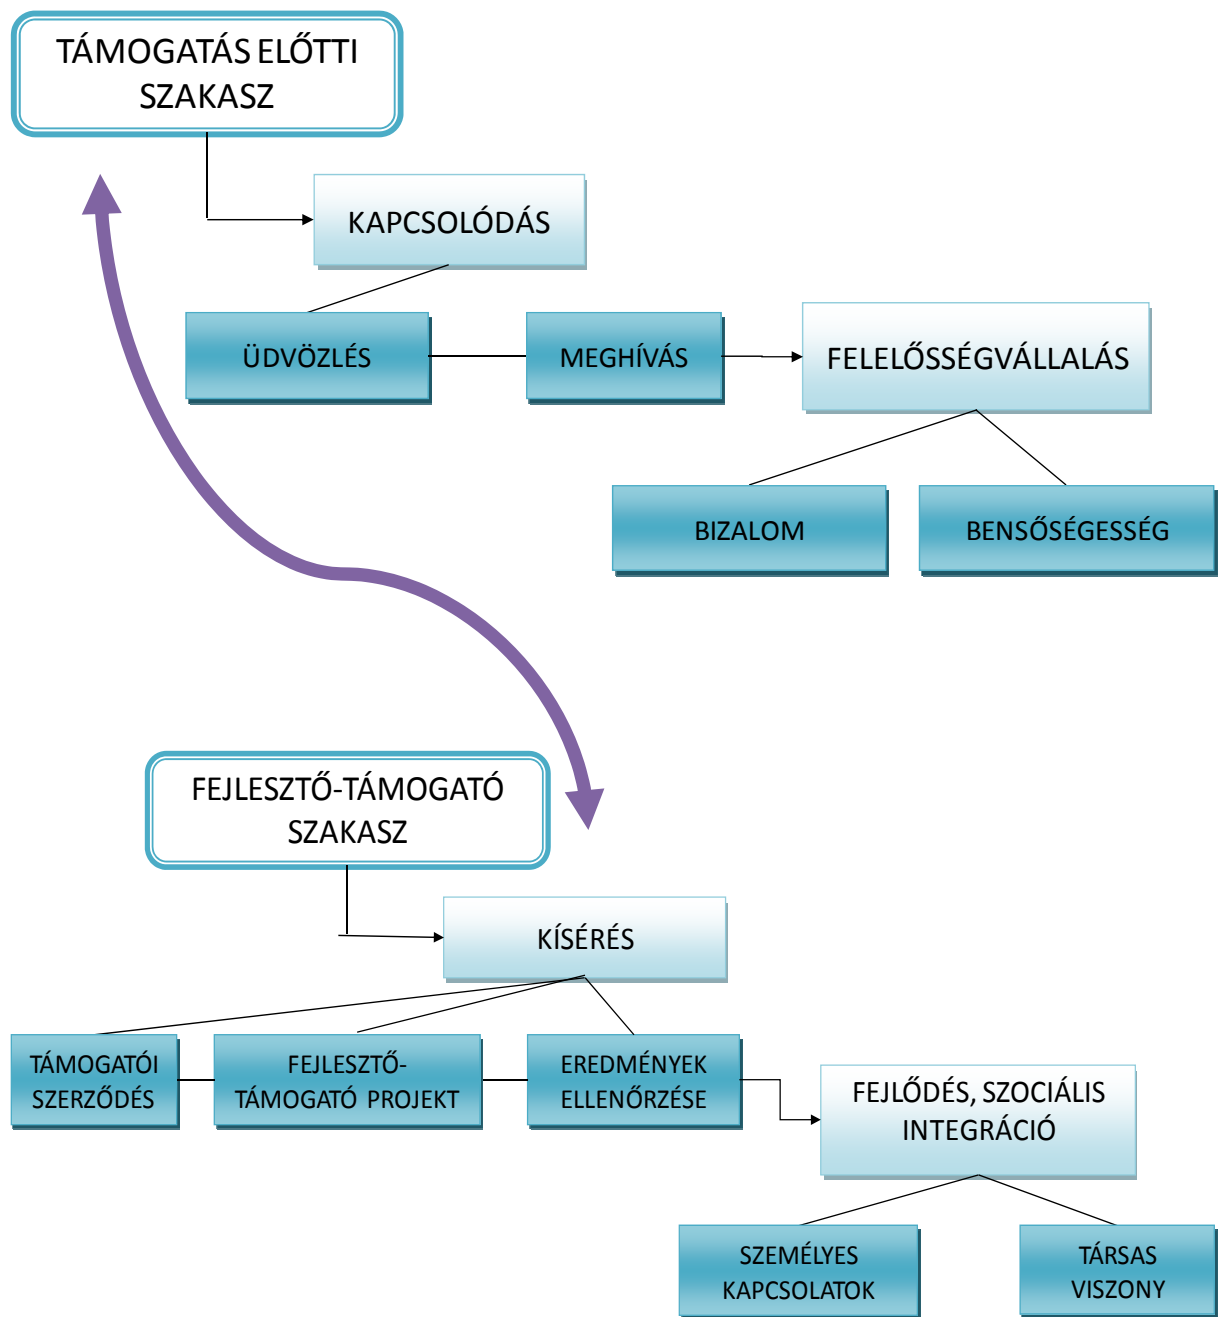 TÁMOGATÁS ELŐTTI
SZAKASZ
KAPCSOLÓDÁS
ÜDVÖZLÉS
MEGHÍVÁS
FELELŐSSÉGVÁLLALÁS
BIZALOM
BENSŐSÉGESSÉG
FEJLESZTŐ-TÁMOGATÓ
SZAKASZ
KÍSÉRÉS
TÁMOGATÓI
SZERZŐDÉS
FEJLESZTŐ-
TÁMOGATÓ PROJEKT
EREDMÉNYEK
ELLENŐRZÉSE
FEJLŐDÉS, SZOCIÁLIS
INTEGRÁCIÓ
SZEMÉLYES
KAPCSOLATOK
TÁRSAS
VISZONY